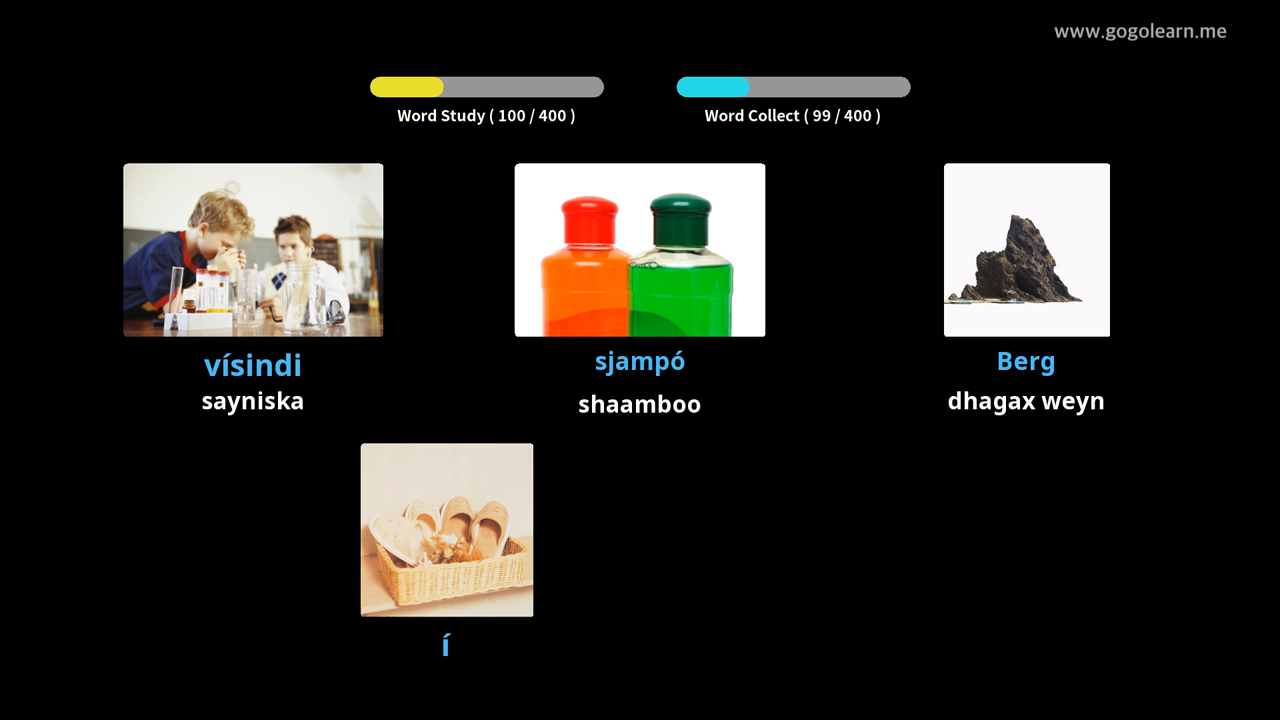 www.gogolearn.me
Word Study ( 100 / 400 )
Word Collect ( 99 / 400 )
vísindi
sayniska
sjampó
shaamboo
Berg
dhagax weyn
í